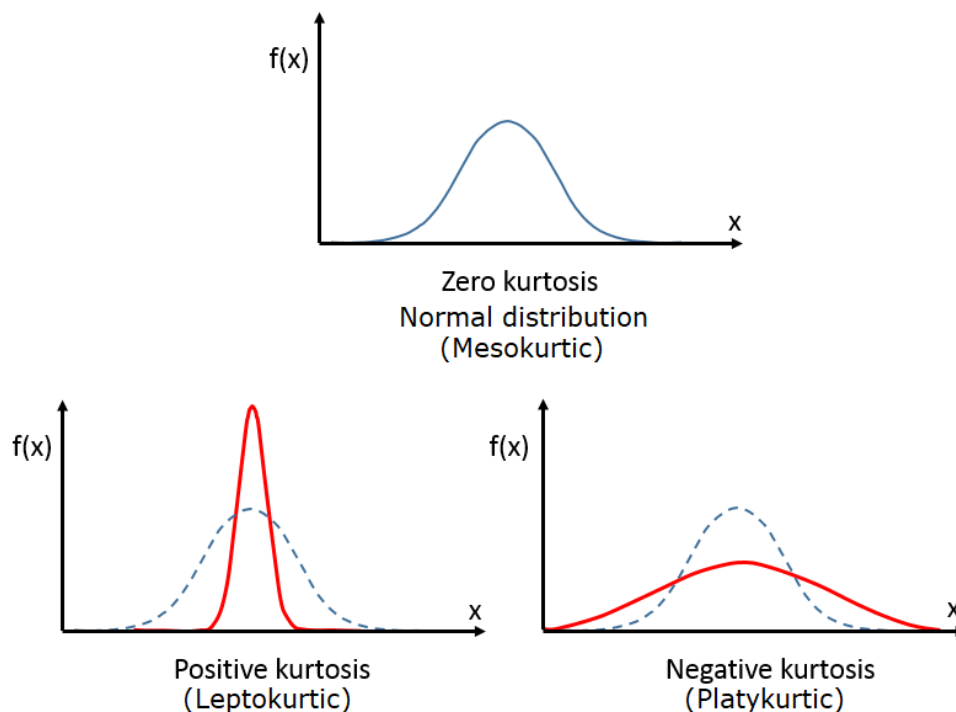 f(x)
x
Zero kurtosis
Normal distribution
(Mesokurtic)
f(x)
x
Positive kurtosis
(Leptokurtic)
f(x)
x
Negative kurtosis
(Platykurtic)